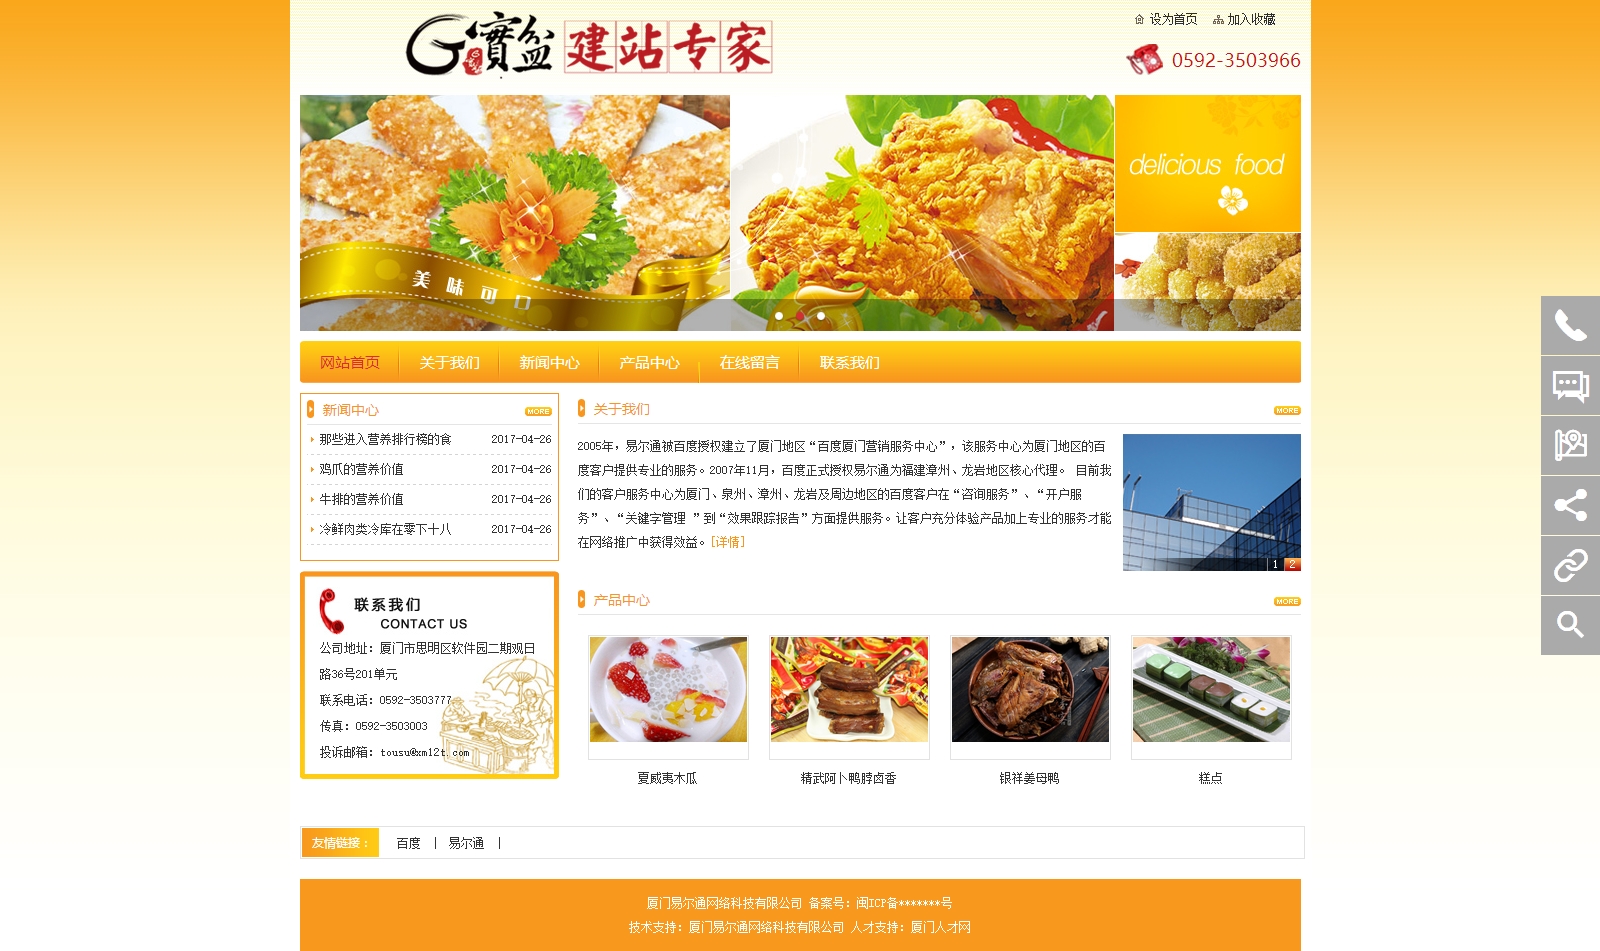 設为首页 加入收藏
G實盆 建站专家
0592-3503966
delicious food
美味可口
网站首页 关于我们 新闻中心 产品中心 在线留言 联系我们
新闻中心 MORE
那些进入营养排行榜的食 2017-04-26
鸡爪的营养价值 2017-04-26
牛排的营养价值 2017-04-26
冷鲜肉类冷库在零下十八 2017-04-26
关于我们 MORE
2005年，易尔通被百度授权建立了厦门地区“百度厦门营销服务中心”，该服务中心为厦门地区的百
度客户提供专业的服务。2007年11月，百度正式授权易尔通为福建漳州、龙岩地区核心代理。 目前我
们的客户服务中心为厦门、泉州、漳州、龙岩及周边地区的百度客户在“咨询服务”、“开户服
务”、“关键字管理 ”到“效果跟踪报告”方面提供服务。让客户充分体验产品加上专业的服务才能
在网络推广中获得效益。[详情]
1 2
联系我们
CONTACT US
公司地址：厦门市思明区软件园二期观日
路36号201单元
联系电话：0592-3503777
传真：0592-3503003
投诉邮箱：tousu@xm12t.com
产品中心 MORE
夏威夷木瓜 精武阿卜鸭脖卤香 银祥姜母鸭 糕点
友情链接： 百度 | 易尔通 |
厦门易尔通网络科技有限公司 备案号：闽ICP备*******号
技术支持：厦门易尔通网络科技有限公司 人才支持：厦门人才网